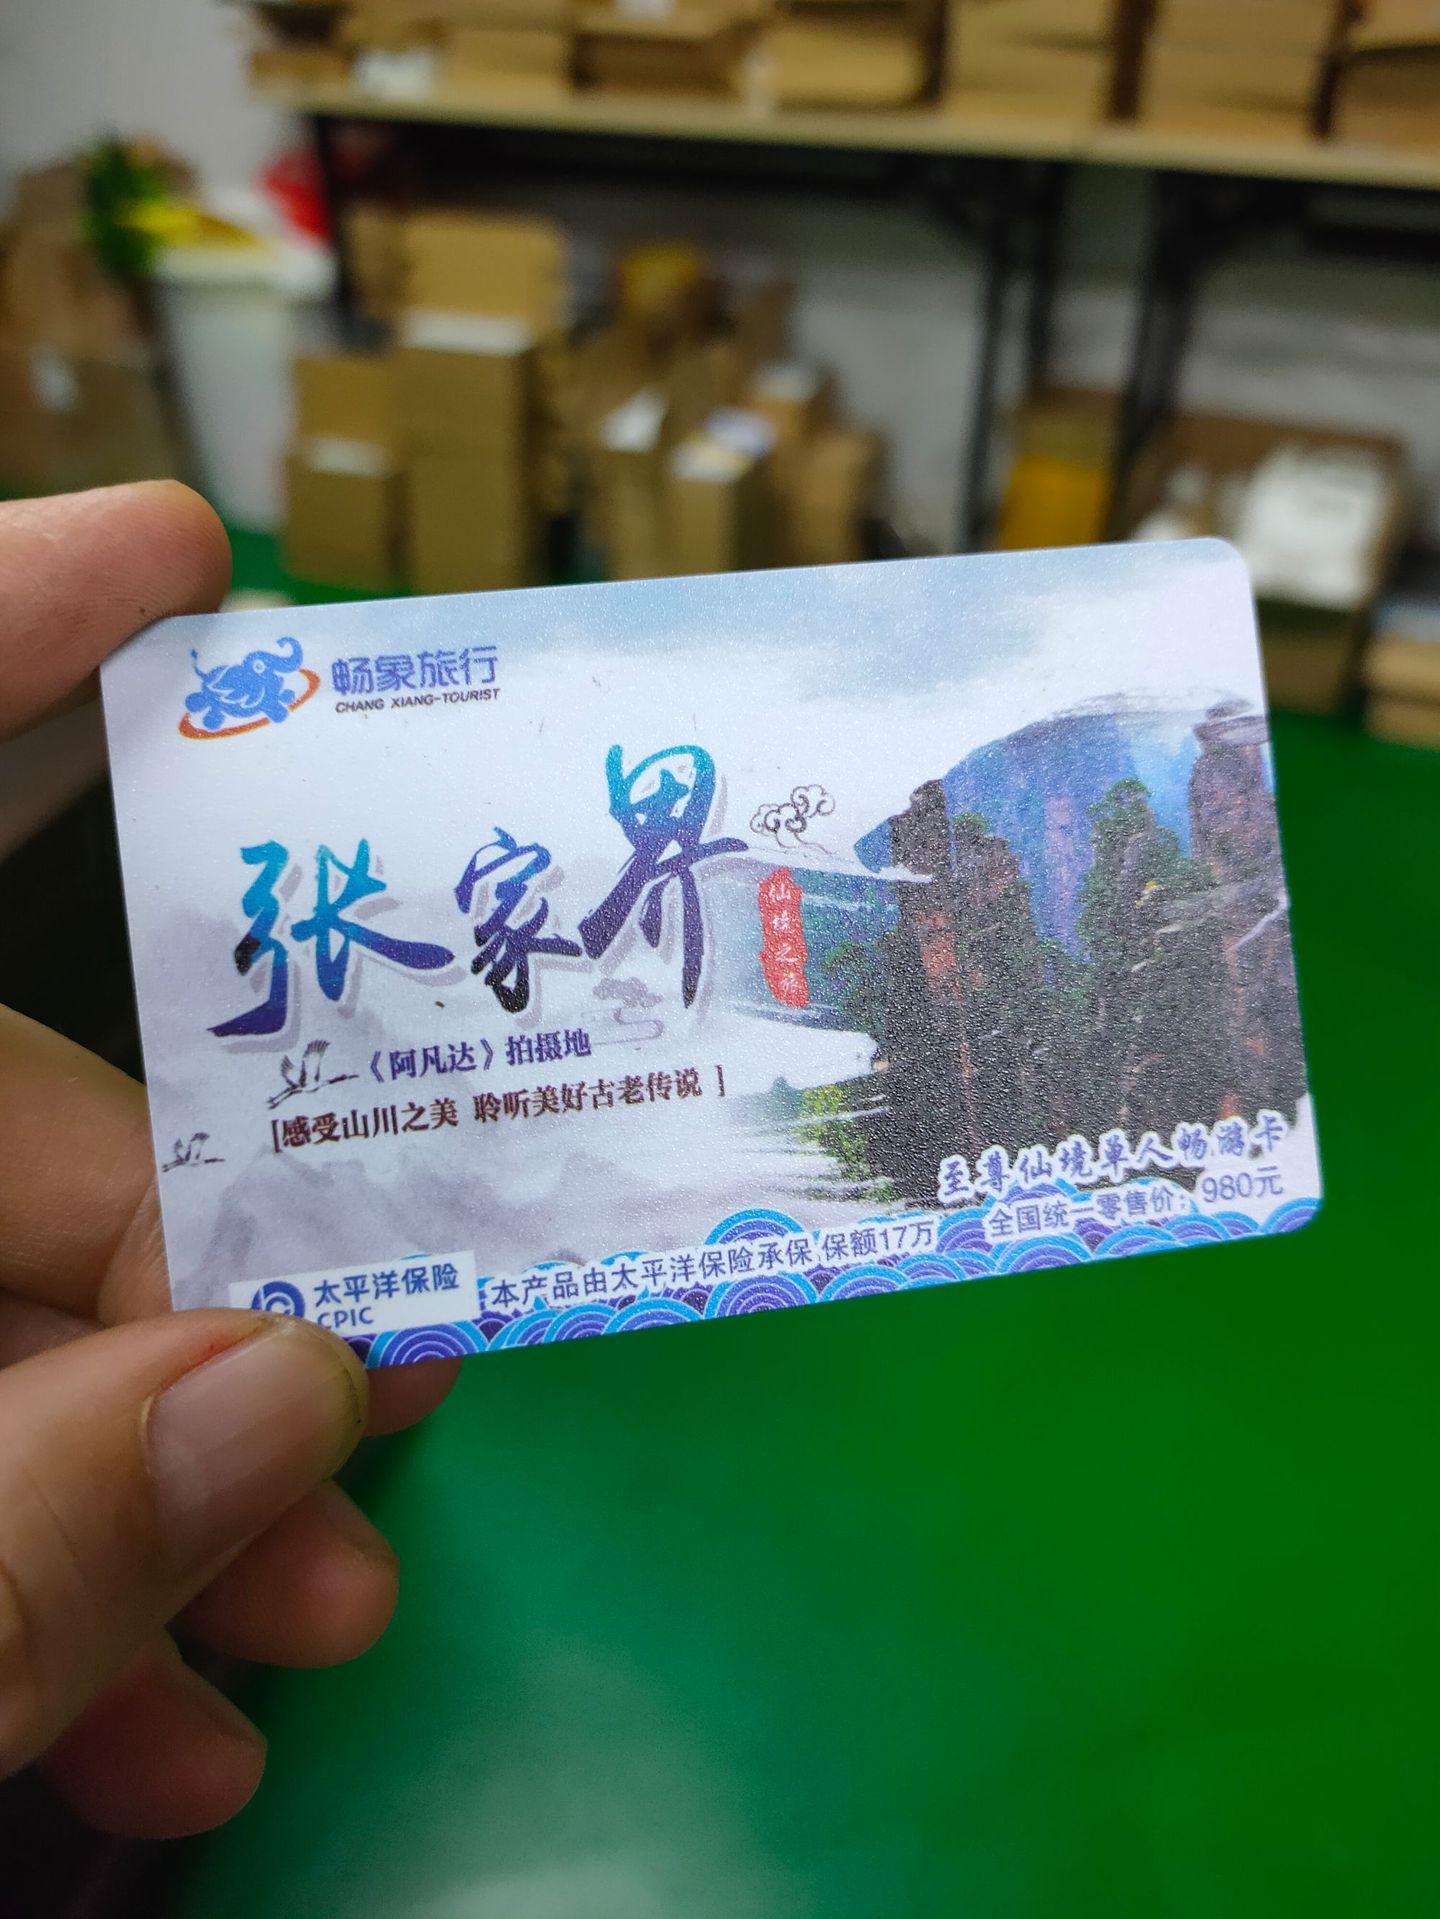 畅象旅行
CHANG XIANG-TOURIST
张家界
仙境之旅
《阿凡达》拍摄地
[感受山川之美 聆听美好古老传说 ]
至尊仙境单人畅游卡
全国统一零售价：980元
太平洋保险
CPIC
本产品由太平洋保险承保 保额17万